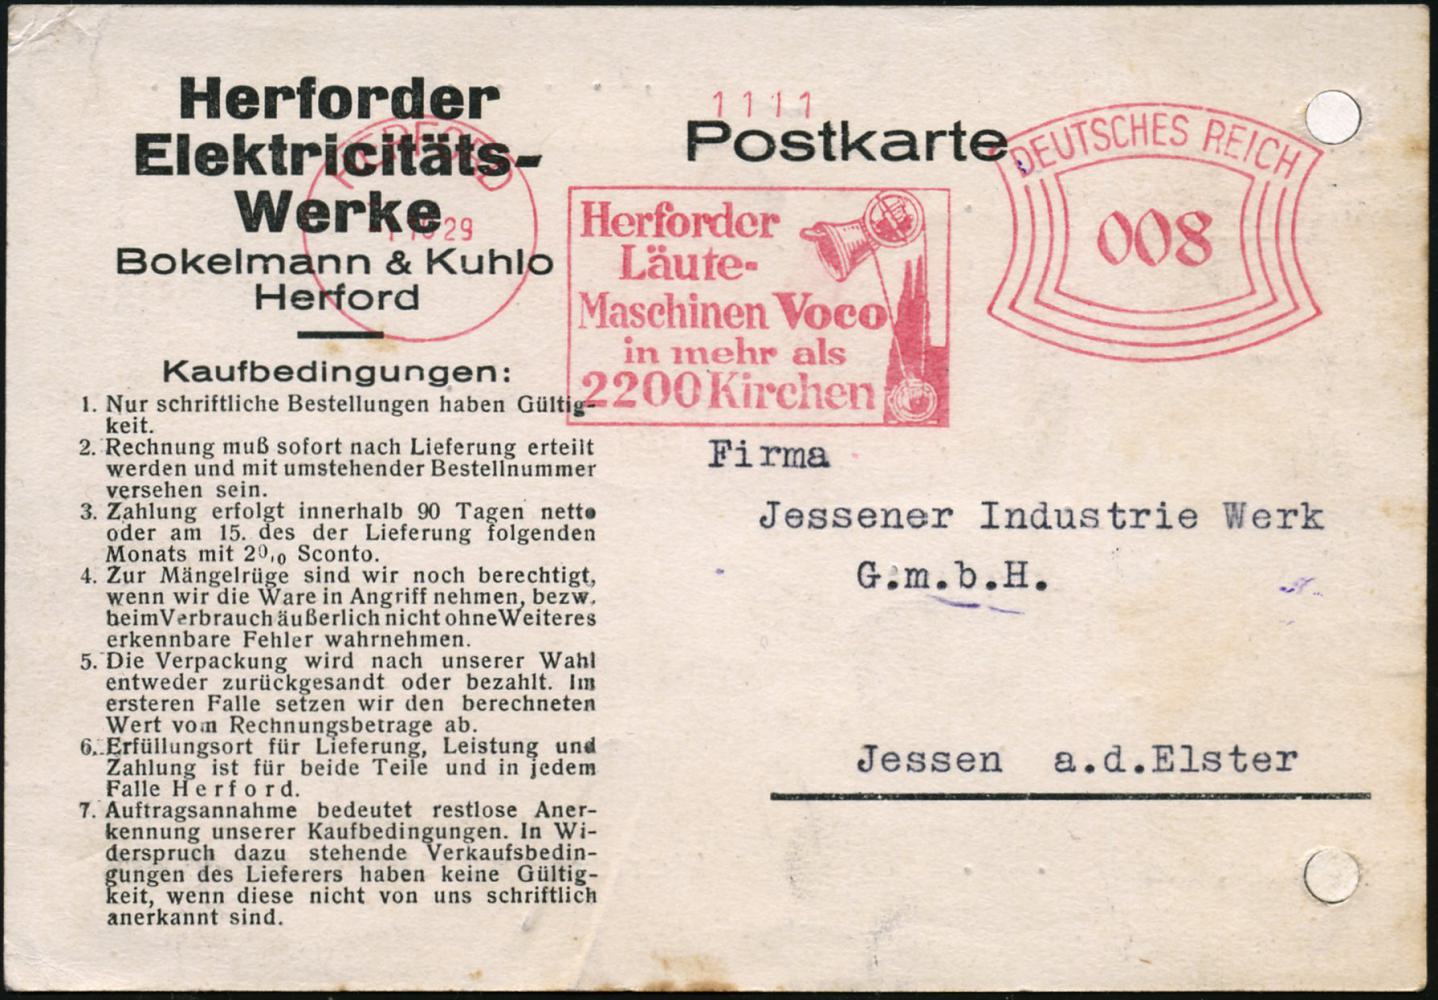 Herforder
Elektricitäts-
Werke
Bokelmann & Kuhlo
Herford
HERFORD
29
Kaufbedingungen:
1. Nur schriftliche Bestellungen haben Gültig-
keit.
2. Rechnung muß sofort nach Lieferung erteilt
werden und mit umstehender Bestellnummer
versehen sein.
3. Zahlung erfolgt innerhalb 90 Tagen netto
oder am 15. des der Lieferung folgenden
Monats mit 2% Sconto.
4. Zur Mängelrüge sind wir noch berechtigt,
wenn wir die Ware in Angriff nehmen, bezw.
beim Verbrauch äußerlich nicht ohne Weiteres
erkennbare Fehler wahrnehmen.
5. Die Verpackung wird nach unserer Wahl
entweder zurückgesandt oder bezahlt. Im
ersteren Falle setzen wir den berechneten
Wert vom Rechnungsbetrage ab.
6. Erfüllungsort für Lieferung, Leistung und
Zahlung ist für beide Teile und in jedem
Falle Herford.
7. Auftragsannahme bedeutet restlose Aner-
kennung unserer Kaufbedingungen. In Wi-
derspruch dazu stehende Verkaufsbedin-
gungen des Lieferers haben keine Gültig-
keit, wenn diese nicht von uns schriftlich
anerkannt sind.
1111
Postkarte
Herforder
Läute-
Maschinen Voco
in mehr als
2200 Kirchen
DEUTSCHES REICH
008
Firma
Jessener Industrie Werk
G.m.b.H.
Jessen a.d.Elster